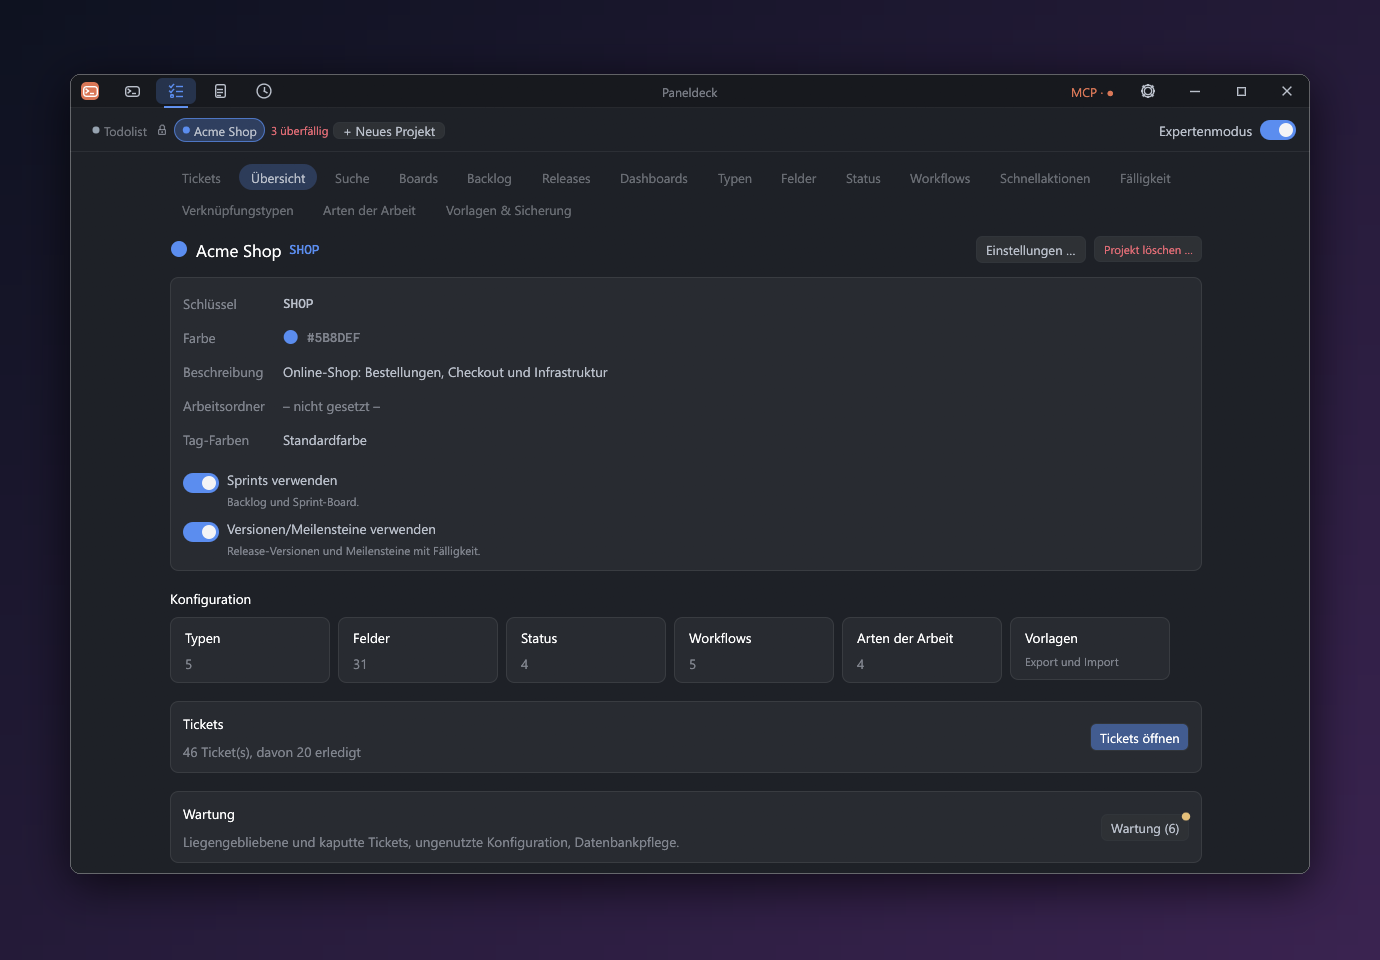 Paneldeck
MCP ·
Todolist
Acme Shop
3 überfällig
+ Neues Projekt
Expertenmodus
Tickets
Übersicht
Suche
Boards
Backlog
Releases
Dashboards
Typen
Felder
Status
Workflows
Schnellaktionen
Fälligkeit
Verknüpfungstypen
Arten der Arbeit
Vorlagen & Sicherung
Acme Shop SHOP
Einstellungen ...
Projekt löschen ...
Schlüssel SHOP
Farbe #5B8DEF
Beschreibung Online-Shop: Bestellungen, Checkout und Infrastruktur
Arbeitsordner – nicht gesetzt –
Tag-Farben Standardfarbe
Sprints verwenden
Backlog und Sprint-Board.
Versionen/Meilensteine verwenden
Release-Versionen und Meilensteine mit Fälligkeit.
Konfiguration
Typen
5
Felder
31
Status
4
Workflows
5
Arten der Arbeit
4
Vorlagen
Export und Import
Tickets
46 Ticket(s), davon 20 erledigt
Tickets öffnen
Wartung
Liegengebliebene und kaputte Tickets, ungenutzte Konfiguration, Datenbankpflege.
Wartung (6)